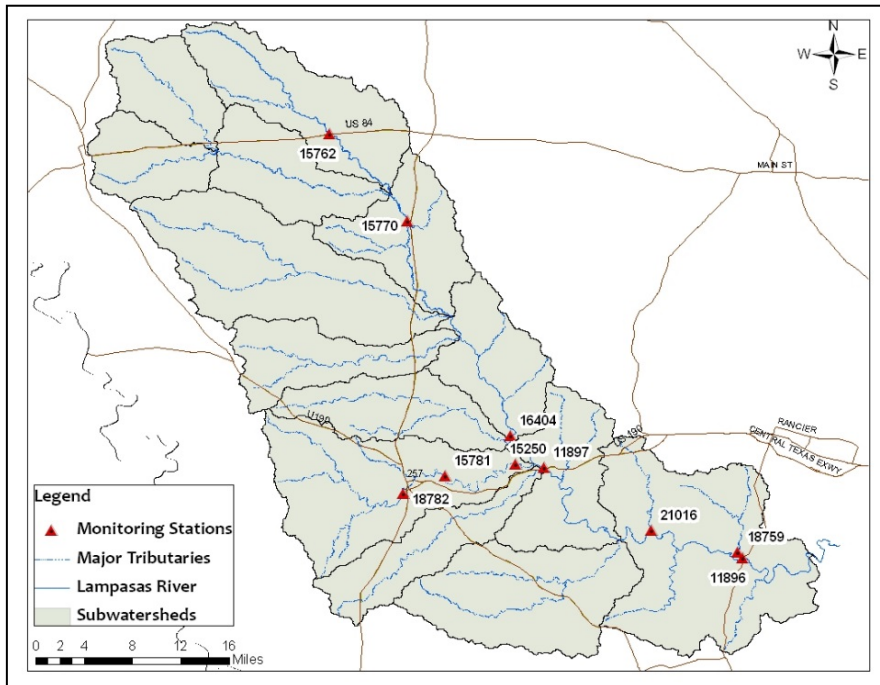 N
W E
S
US 84
15762
MAIN ST
15770
U190
16404
US 190
RANCIER
CENTRAL TEXAS EXWY
15250
11897
257
15781
18782
21016
18759
11896
Legend
Monitoring Stations
Major Tributaries
Lampasas River
Subwatersheds
0 2 4 8 12 16
Miles